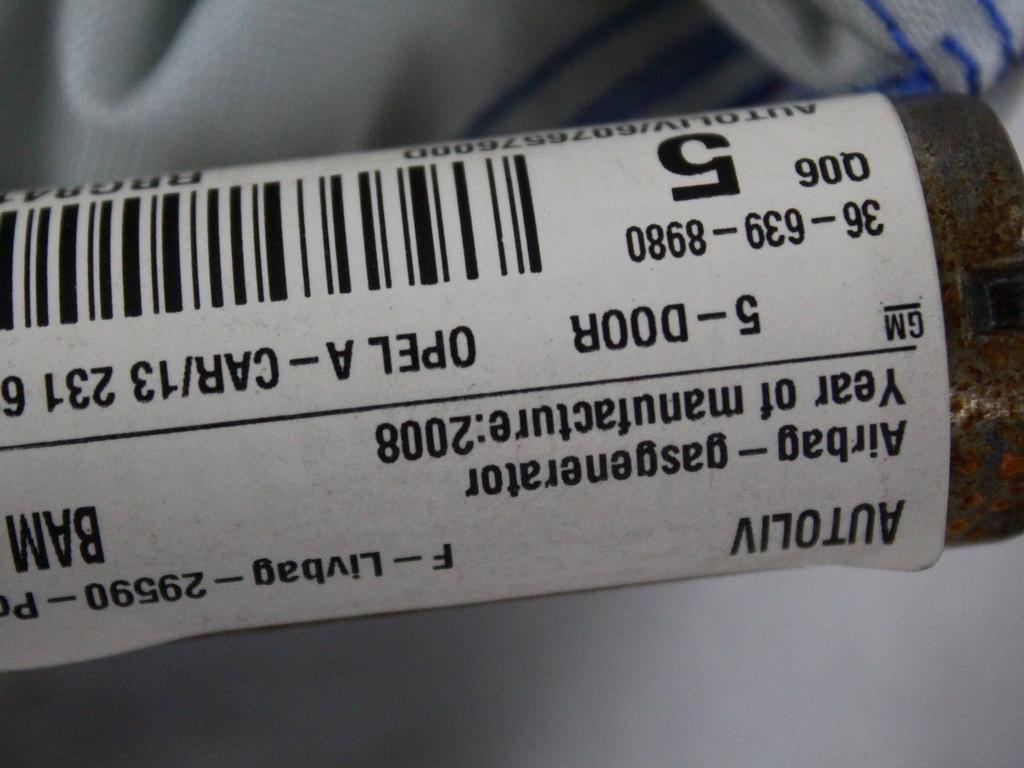 AUTOLIV
F – Livbag – 29590 –
Airbag – gasgenerator
BAM
Year of manufacture:2008
GM
5 – DOOR
OPEL A – CAR/13 231
36 – 639 – 8980
Q06
5
AUTOLIV/607657600D